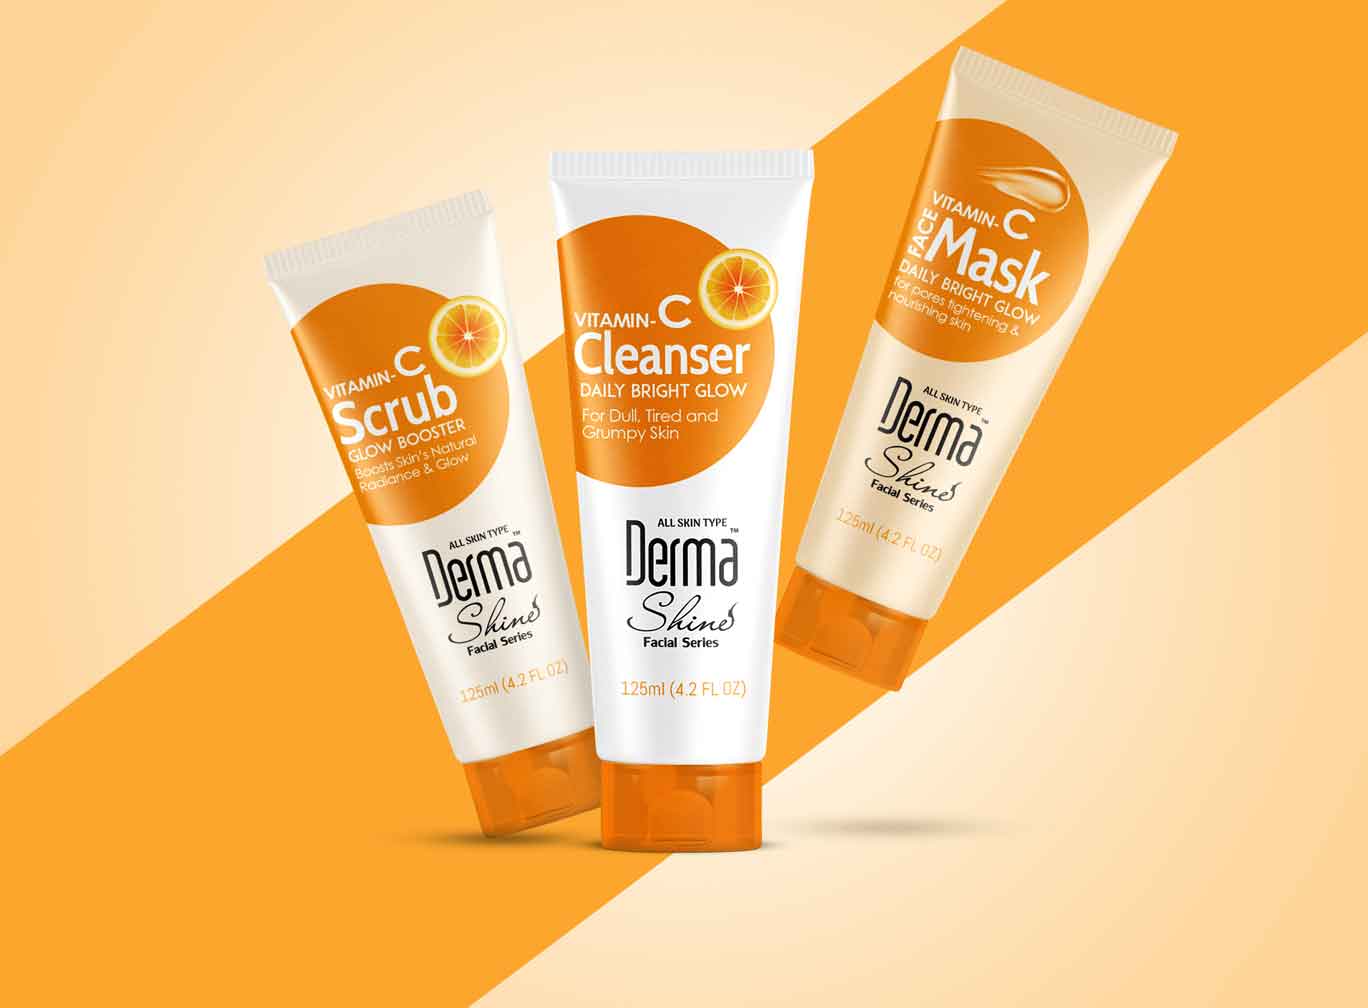 VITAMIN-C
Scrub
GLOW BOOSTER
Boosts Skin's Natural
Radiance & Glow
ALL SKIN TYPE
Derma™
Shine
Facial Series
125ml (4.2 FL OZ)
VITAMIN-C
Cleanser
DAILY BRIGHT GLOW
For Dull, Tired and
Grumpy Skin
ALL SKIN TYPE
Derma™
Shine
Facial Series
125ml (4.2 FL OZ)
VITAMIN-C
FACE Mask
DAILY BRIGHT GLOW
for pores tightening &
nourishing skin
ALL SKIN TYPE
Derma™
Shine
Facial Series
125ml (4.2 FL OZ)